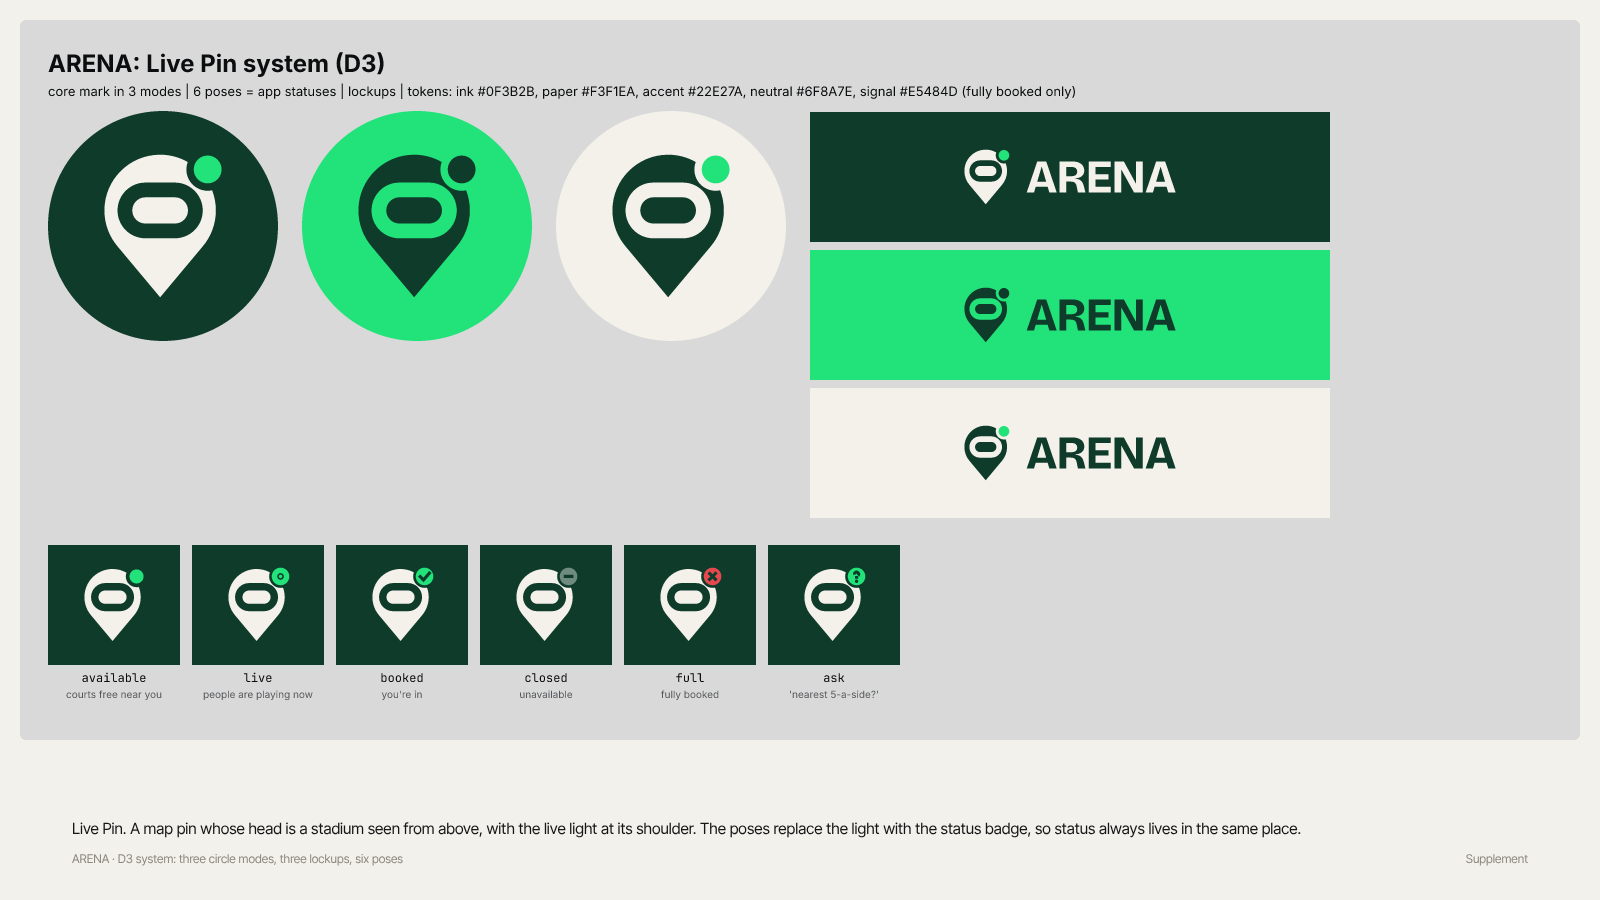 ARENA: Live Pin system (D3)
core mark in 3 modes | 6 poses = app statuses | lockups | tokens: ink #0F3B2B, paper #F3F1EA, accent #22E27A, neutral #6F8A7E, signal #E5484D (fully booked only)
ARENA
ARENA
ARENA
?
available
live
booked
closed
full
ask
courts free near you
people are playing now
you're in
unavailable
fully booked
'nearest 5-a-side?'
Live Pin. A map pin whose head is a stadium seen from above, with the live light at its shoulder. The poses replace the light with the status badge, so status always lives in the same place.
ARENA · D3 system: three circle modes, three lockups, six poses
Supplement